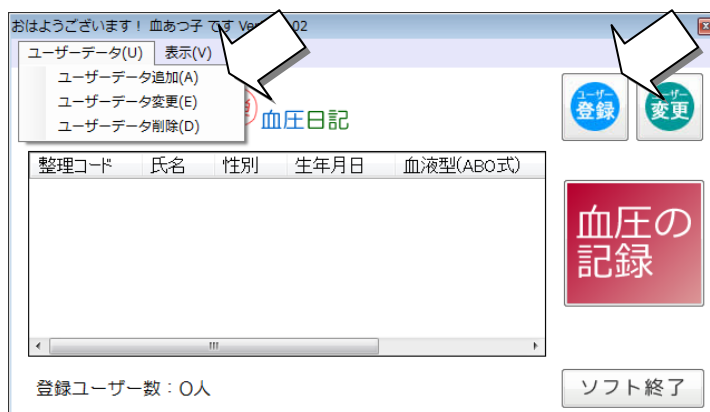 おはようございます！ 血あつ子 です Ver 02
ユーザーデータ(U) 表示(V)
ユーザーデータ追加(A)
ユーザーデータ変更(E)
ユーザーデータ削除(D)
血圧日記
ユーザー
登録
ユーザー
変更
整理コード 氏名 性別 生年月日 血液型(ABO式)
血圧の
記録
登録ユーザー数：0人
ソフト終了